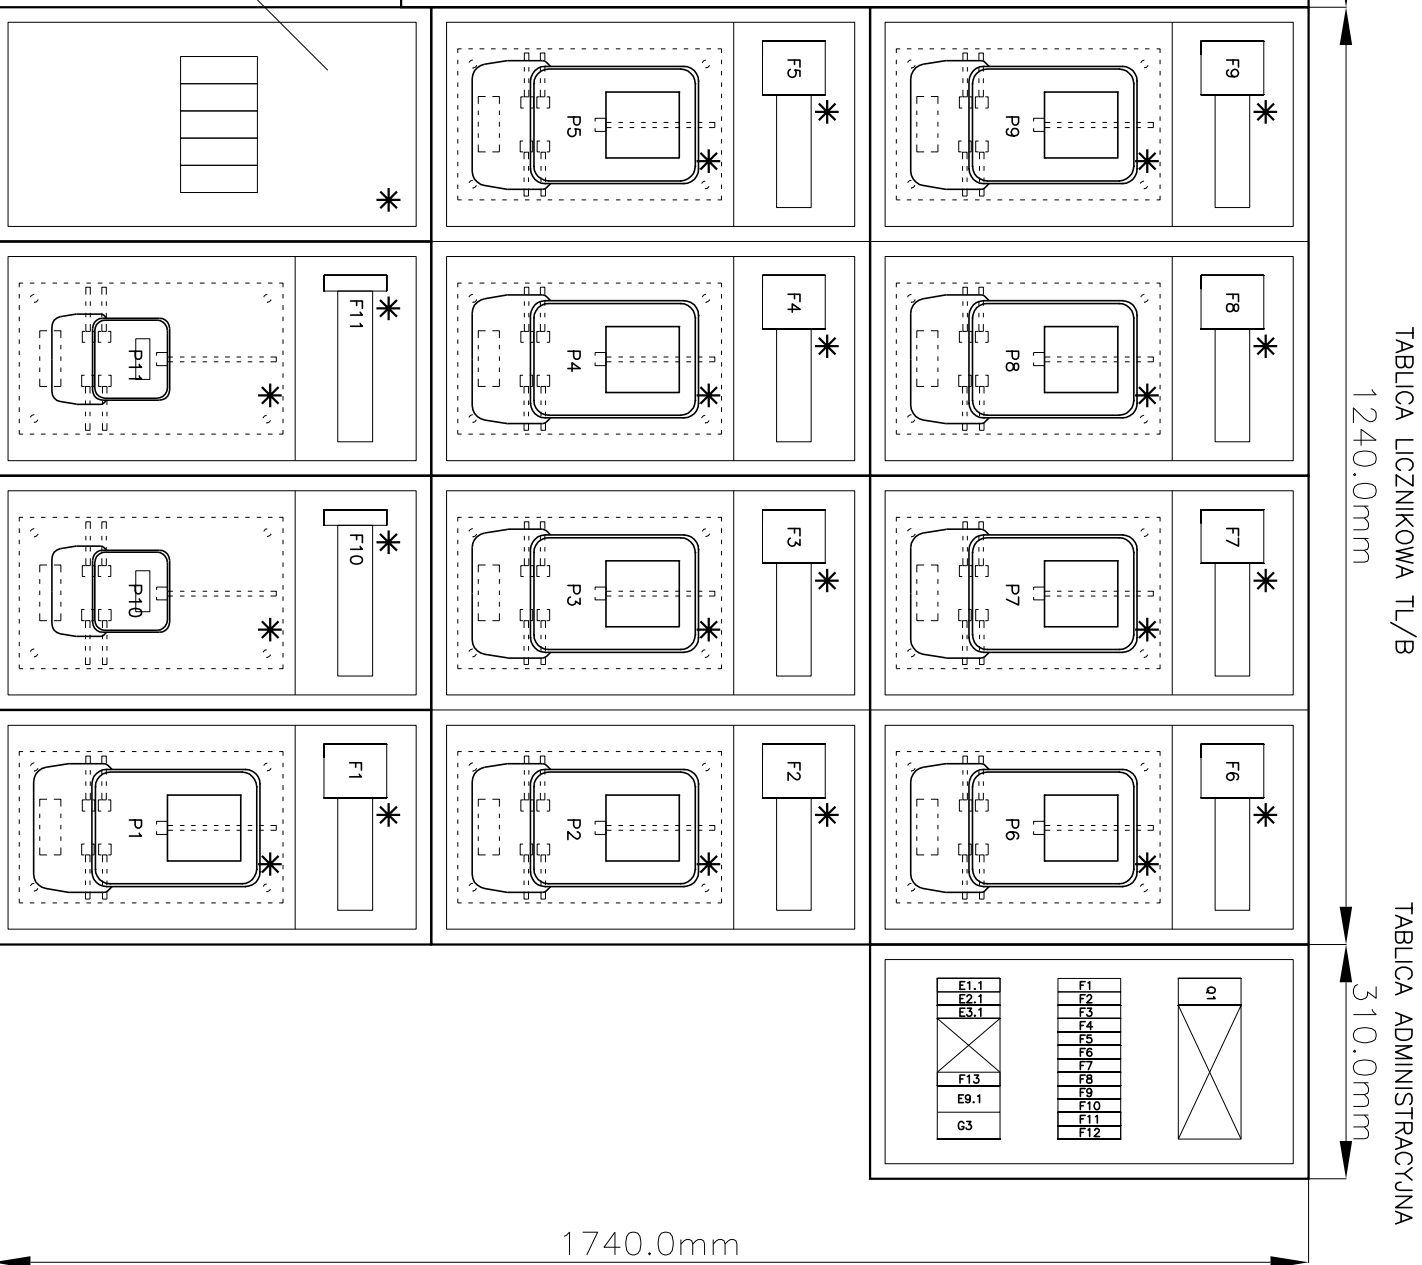 F5
P5
F9
P9
F11
P11
F4
P4
F8
P8
F10
P10
F3
P3
F7
P7
F1
P1
F2
P2
F6
P6
TABLICA LICZNIKOWA TL/B
1240.0mm
TABLICA ADMINISTRACYJNA
310.0mm
E1.1
E2.1
E3.1
F13
E9.1
G3
F1
F2
F3
F4
F5
F6
F7
F8
F9
F10
F11
F12
Q1
1740.0mm